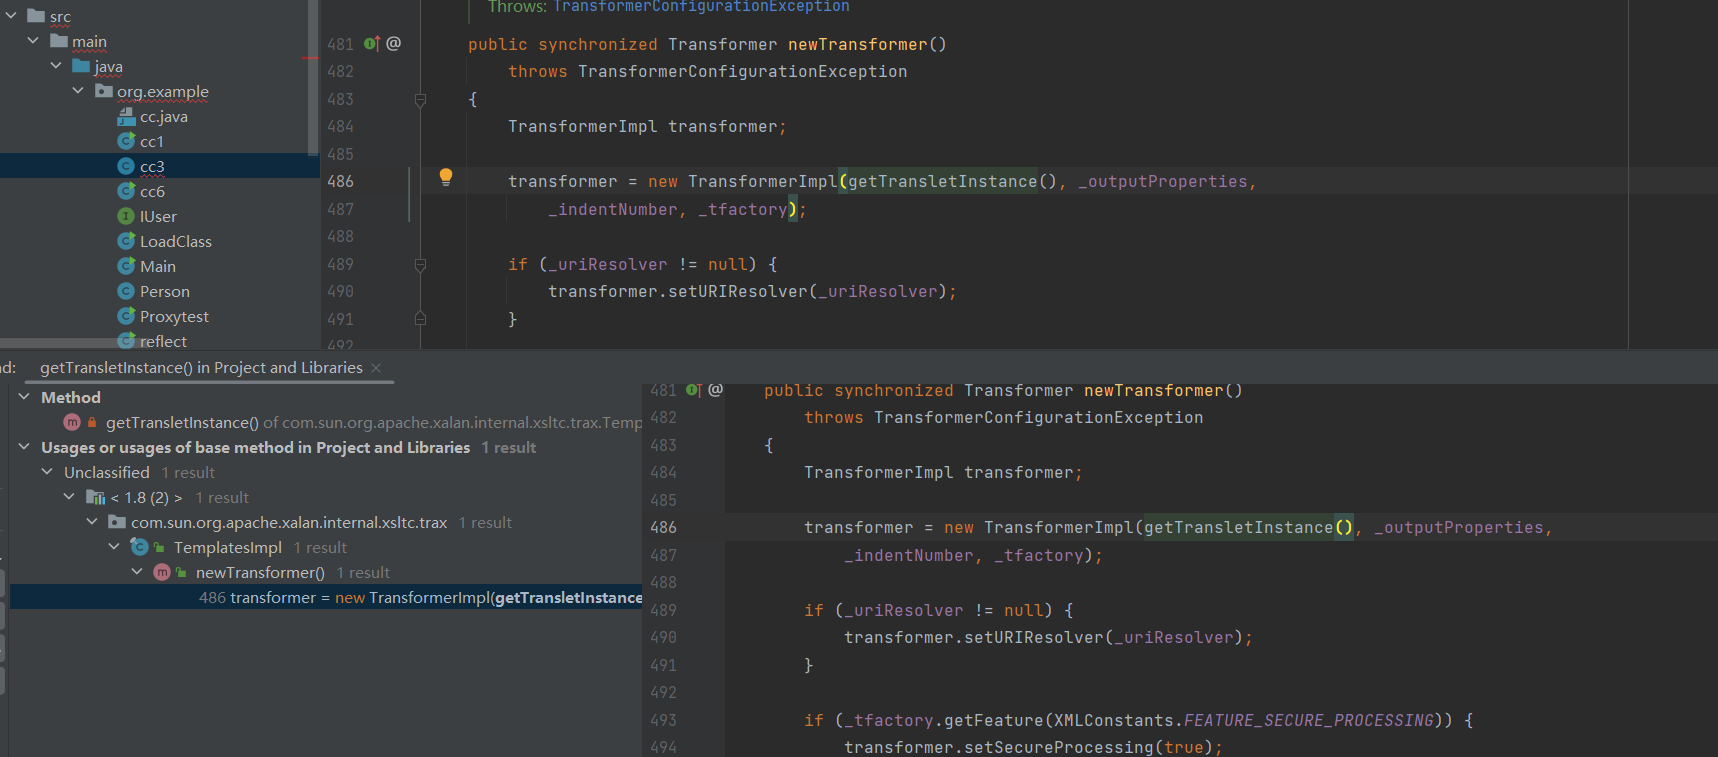 src
main
java
org.example
cc.java
cc1
cc3
cc6
IUser
LoadClass
Main
Person
Proxytest
reflect
Throws: TransformerConfigurationException
481 @ public synchronized Transformer newTransformer()
482 throws TransformerConfigurationException
483 {
484 TransformerImpl transformer;
485
486 transformer = new TransformerImpl(getTransletInstance(), _outputProperties,
487 _indentNumber, _tfactory);
488
489 if (_uriResolver != null) {
490 transformer.setURIResolver(_uriResolver);
491 }
492
nd: getTransletInstance() in Project and Libraries
Method
getTransletInstance() of com.sun.org.apache.xalan.internal.xsltc.trax.Temp
Usages or usages of base method in Project and Libraries 1 result
Unclassified 1 result
< 1.8 (2) > 1 result
com.sun.org.apache.xalan.internal.xsltc.trax 1 result
TemplatesImpl 1 result
newTransformer() 1 result
486 transformer = new TransformerImpl(getTransletInstance
481 @ public synchronized Transformer newTransformer()
482 throws TransformerConfigurationException
483 {
484 TransformerImpl transformer;
485
486 transformer = new TransformerImpl(getTransletInstance(), _outputProperties,
487 _indentNumber, _tfactory);
488
489 if (_uriResolver != null) {
490 transformer.setURIResolver(_uriResolver);
491 }
492
493 if (_tfactory.getFeature(XMLConstants.FEATURE_SECURE_PROCESSING)) {
494 transformer.setSecureProcessing(true);